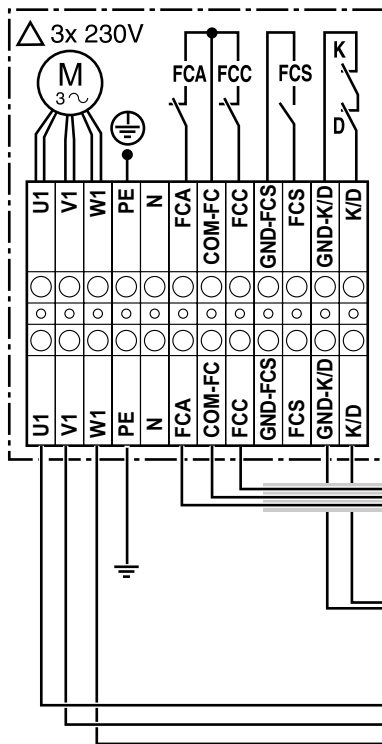 △ 3x 230V
M
3~
FCA
FCC
FCS
K
D
U1
V1
W1
PE
N
FCA
COM-FC
FCC
GND-FCS
FCS
GND-K/D
K/D
U1
V1
W1
PE
N
FCA
COM-FC
FCC
GND-FCS
FCS
GND-K/D
K/D